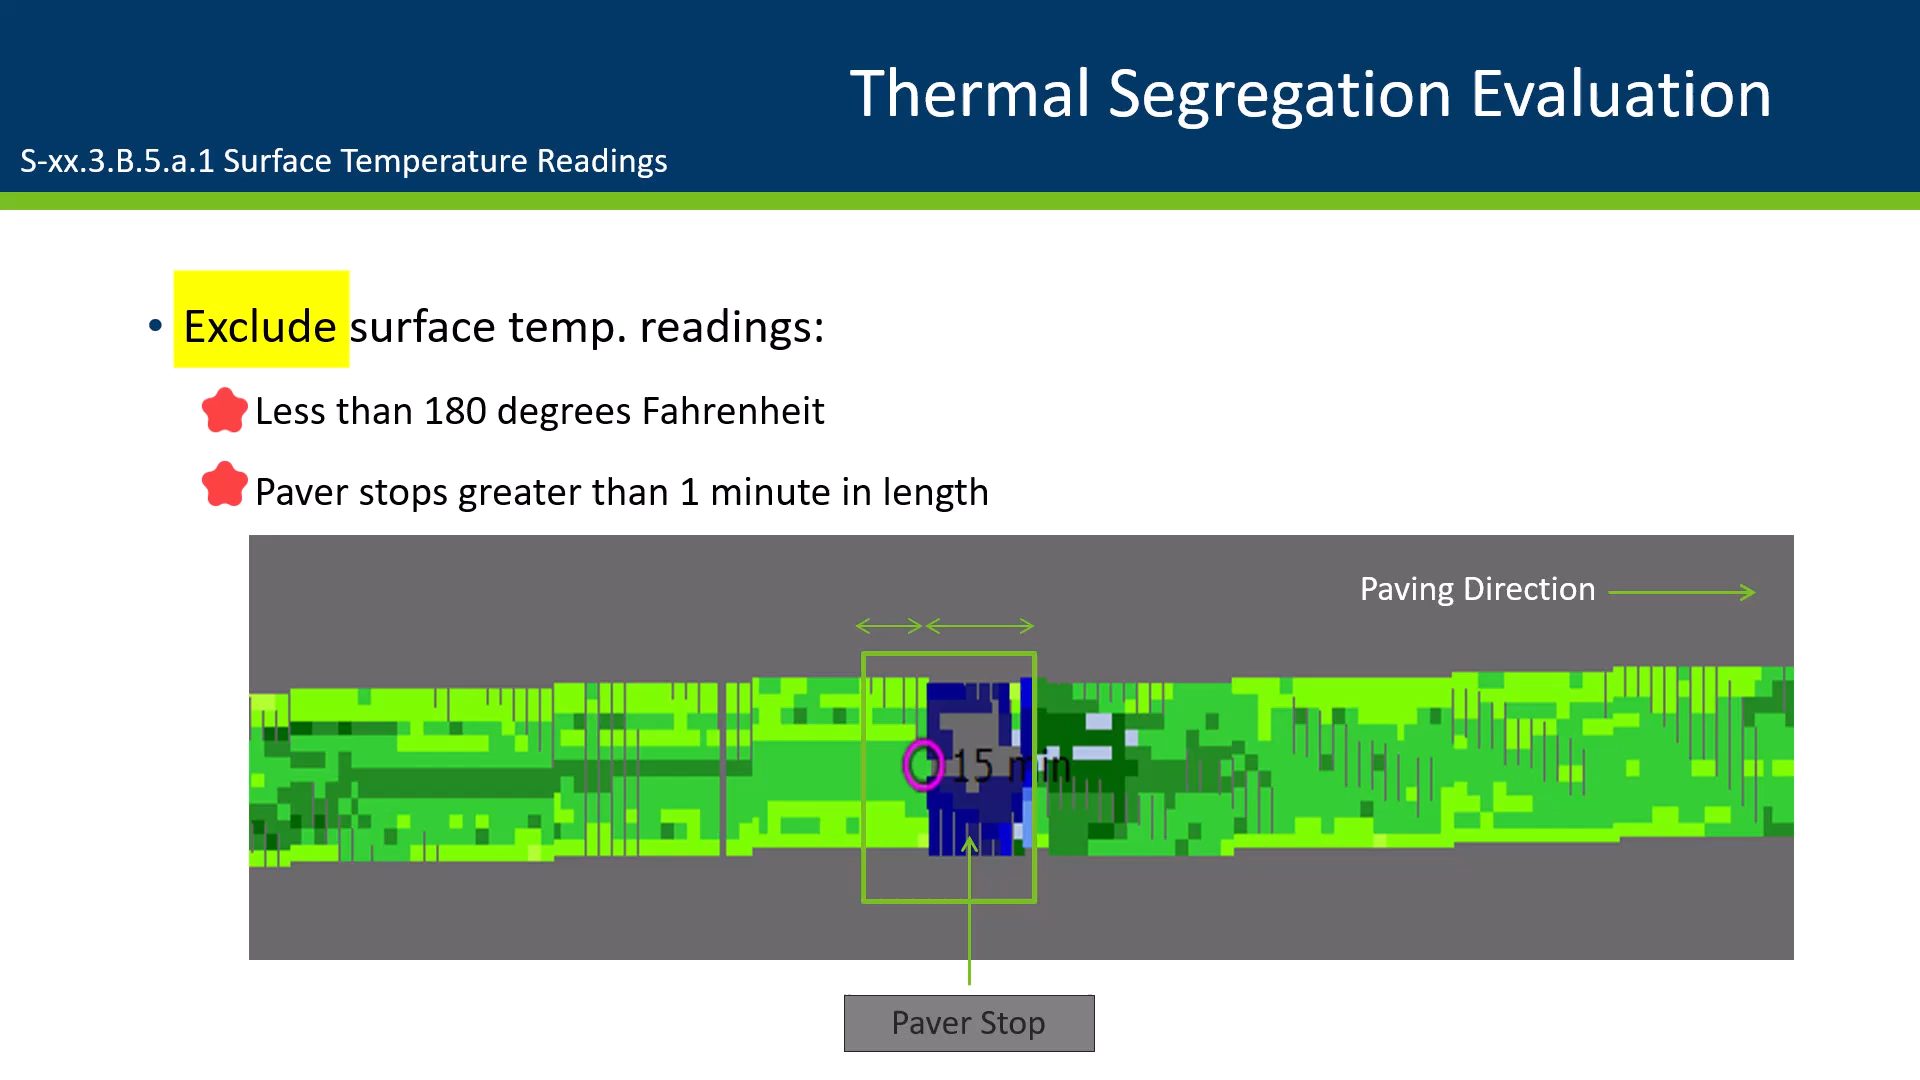 Thermal Segregation Evaluation
S-xx.3.B.5.a.1 Surface Temperature Readings
• Exclude surface temp. readings:
Less than 180 degrees Fahrenheit
Paver stops greater than 1 minute in length
Paving Direction
15 min
Paver Stop